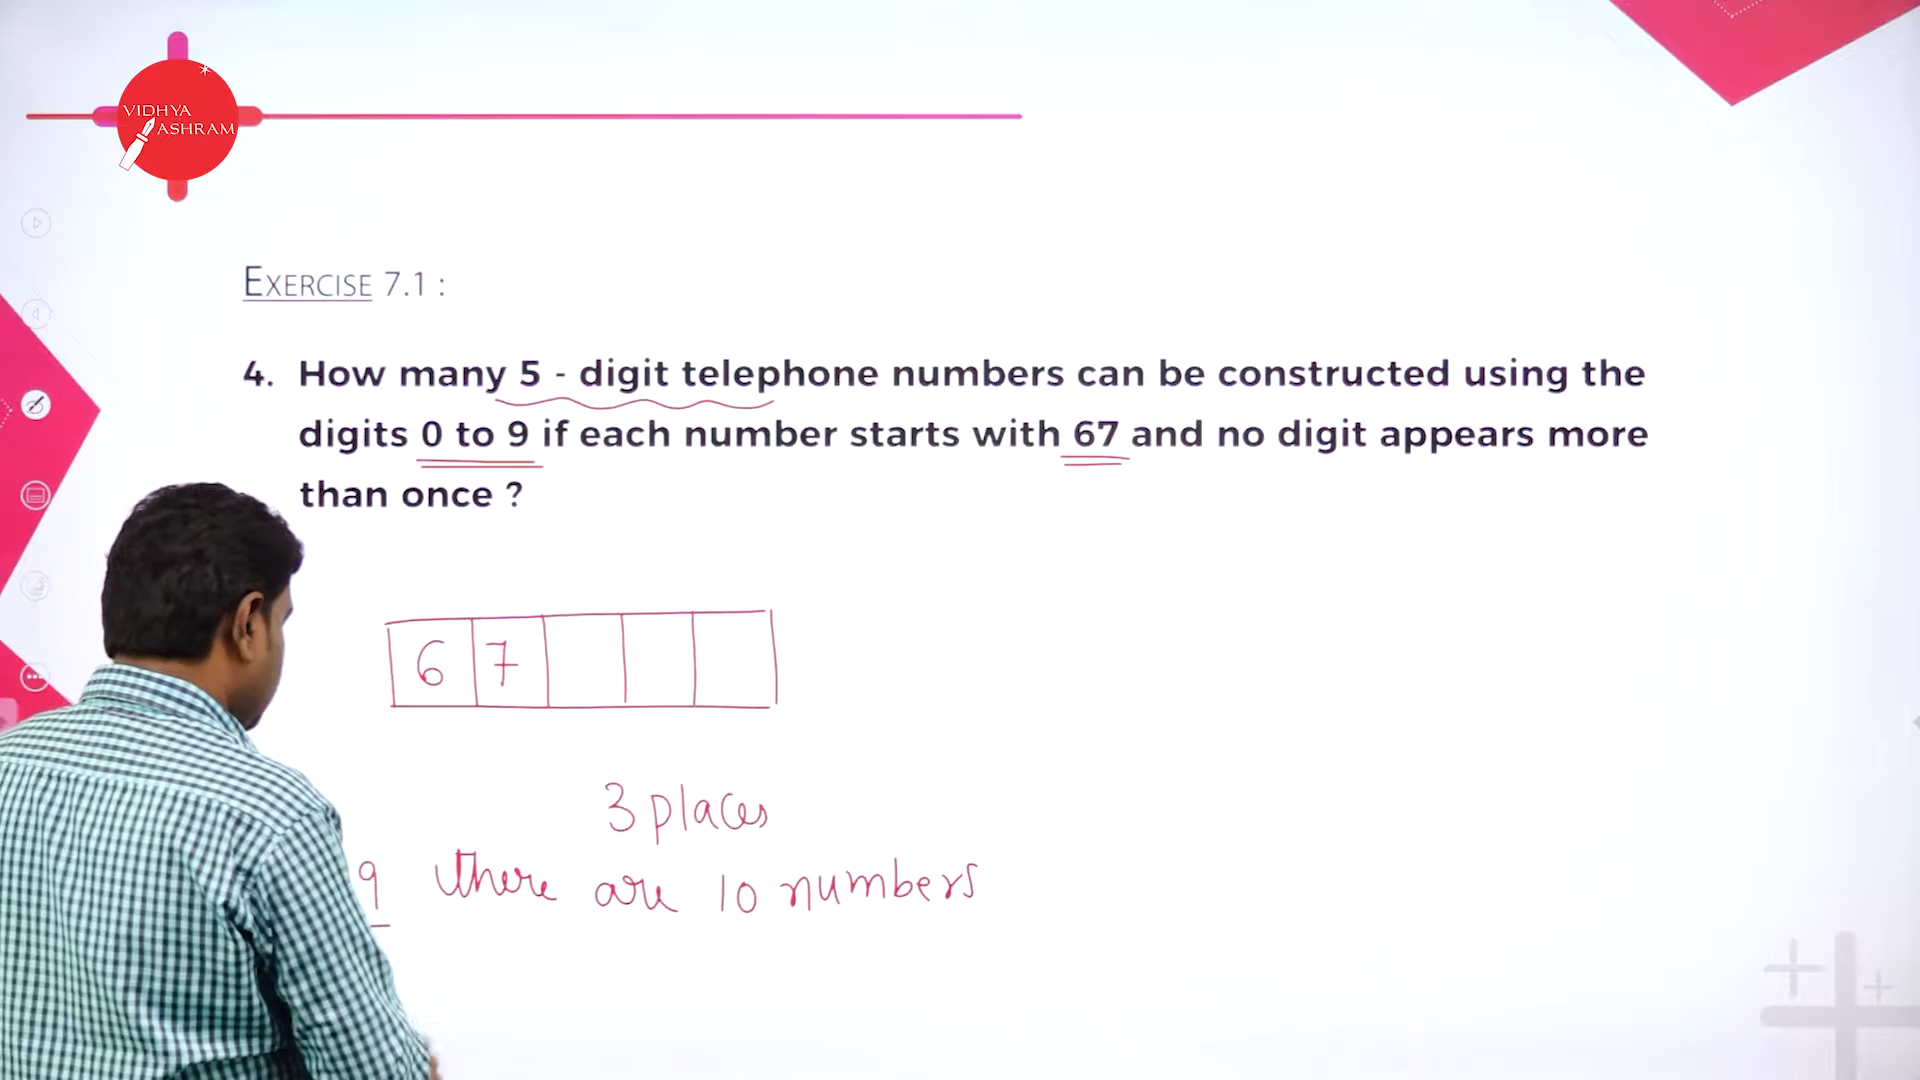 VIDHYA
ASHRAM
EXERCISE 7.1 :
4. How many 5 - digit telephone numbers can be constructed using the
digits 0 to 9 if each number starts with 67 and no digit appears more
than once ?
6 7
3 places
9 there are 10 numbers